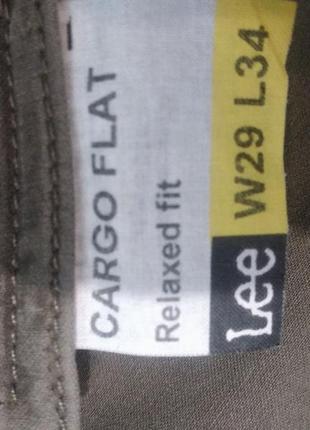 CARGO FLAT
Relaxed fit
Lee W29 L34